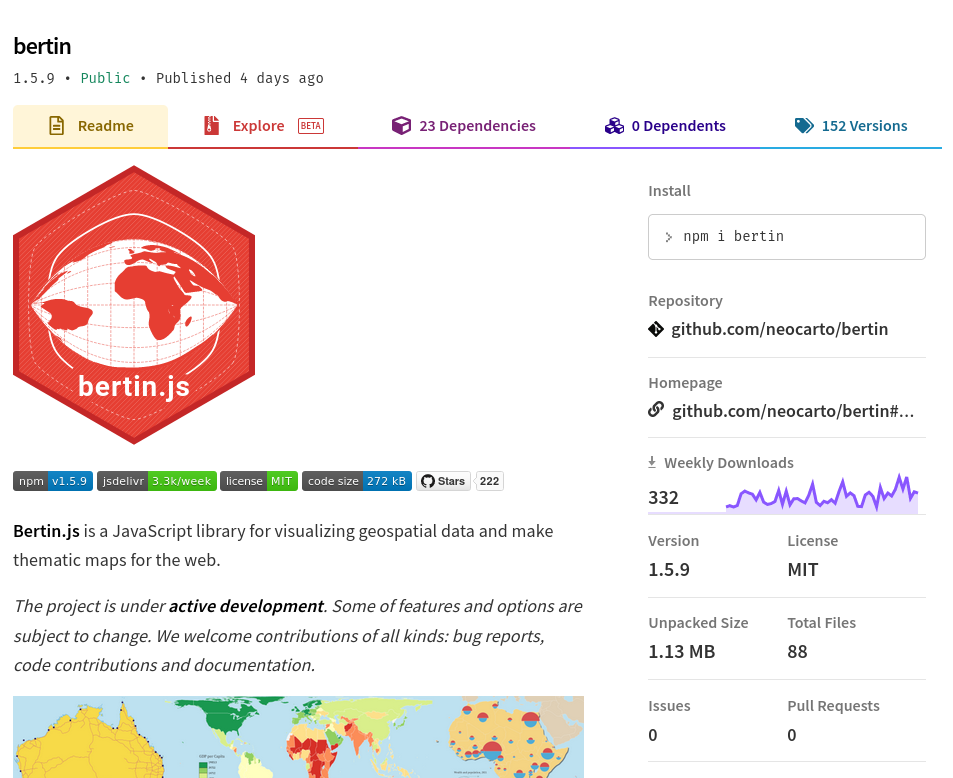 bertin
1.5.9 • Public • Published 4 days ago
Readme
Explore BETA
23 Dependencies
0 Dependents
152 Versions
bertin.js
npm v1.5.9
jsdelivr 3.3k/week
license MIT
code size 272 kB
Stars 222
Bertin.js is a JavaScript library for visualizing geospatial data and make
thematic maps for the web.
The project is under active development. Some of features and options are
subject to change. We welcome contributions of all kinds: bug reports,
code contributions and documentation.
Install
> npm i bertin
Repository
github.com/neocarto/bertin
Homepage
github.com/neocarto/bertin#...
Weekly Downloads
332
Version
1.5.9
License
MIT
Unpacked Size
1.13 MB
Total Files
88
Issues
0
Pull Requests
0